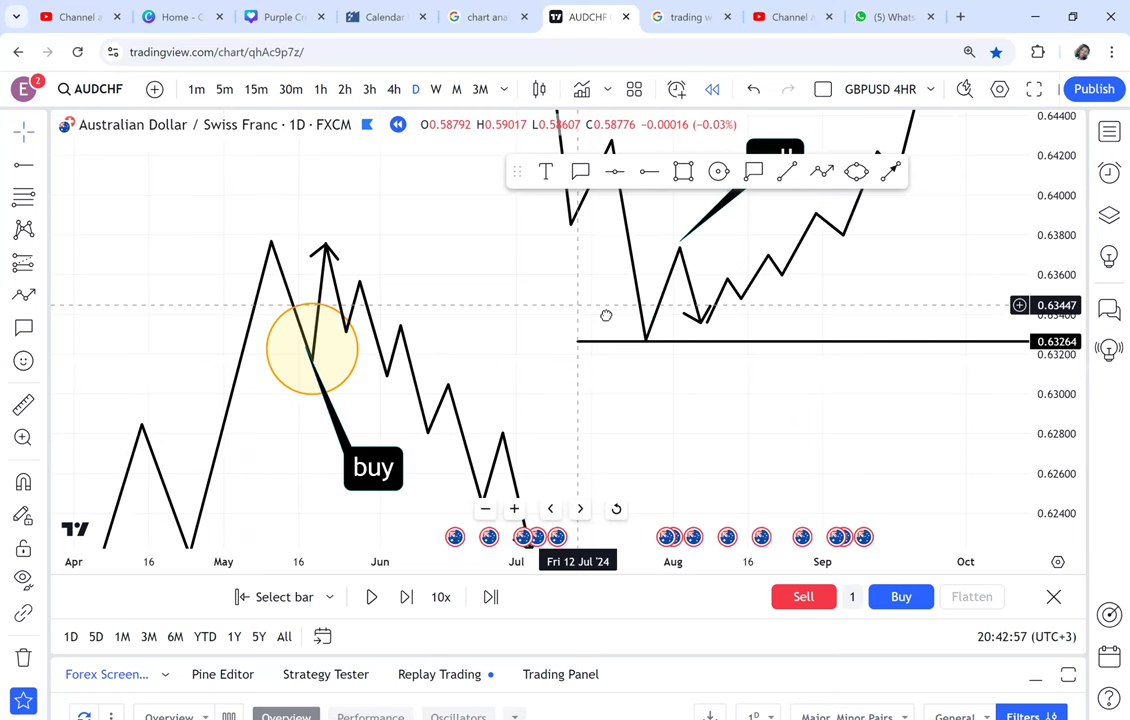 Channel a
Home - C
Purple Cr
Calendar
chart ana
AUDCHF
trading w
Channel a
(5) Whats
tradingview.com/chart/qhAc9p7z/
E 2 AUDCHF 1m 5m 15m 30m 1h 2h 3h 4h D W M 3M GBPUSD 4HR Publish
Australian Dollar / Swiss Franc · 1D · FXCM O0.58792 H0.59017 L0.58607 C0.58776 -0.00016 (-0.03%)
0.64400
0.64200
0.64000
0.63800
0.63600
0.63447
0.63400
0.63264
0.63200
0.63000
0.62800
0.62600
0.62400
buy
Apr 16 May 16 Jun Jul Fri 12 Jul '24 Aug 16 Sep Oct
Select bar 10x Sell 1 Buy Flatten
1D 5D 1M 3M 6M YTD 1Y 5Y All 20:42:57 (UTC+3)
Forex Screen... Pine Editor Strategy Tester Replay Trading Trading Panel
Overview Overview Performance Oscillators 1D Major, Minor Pairs General Filters